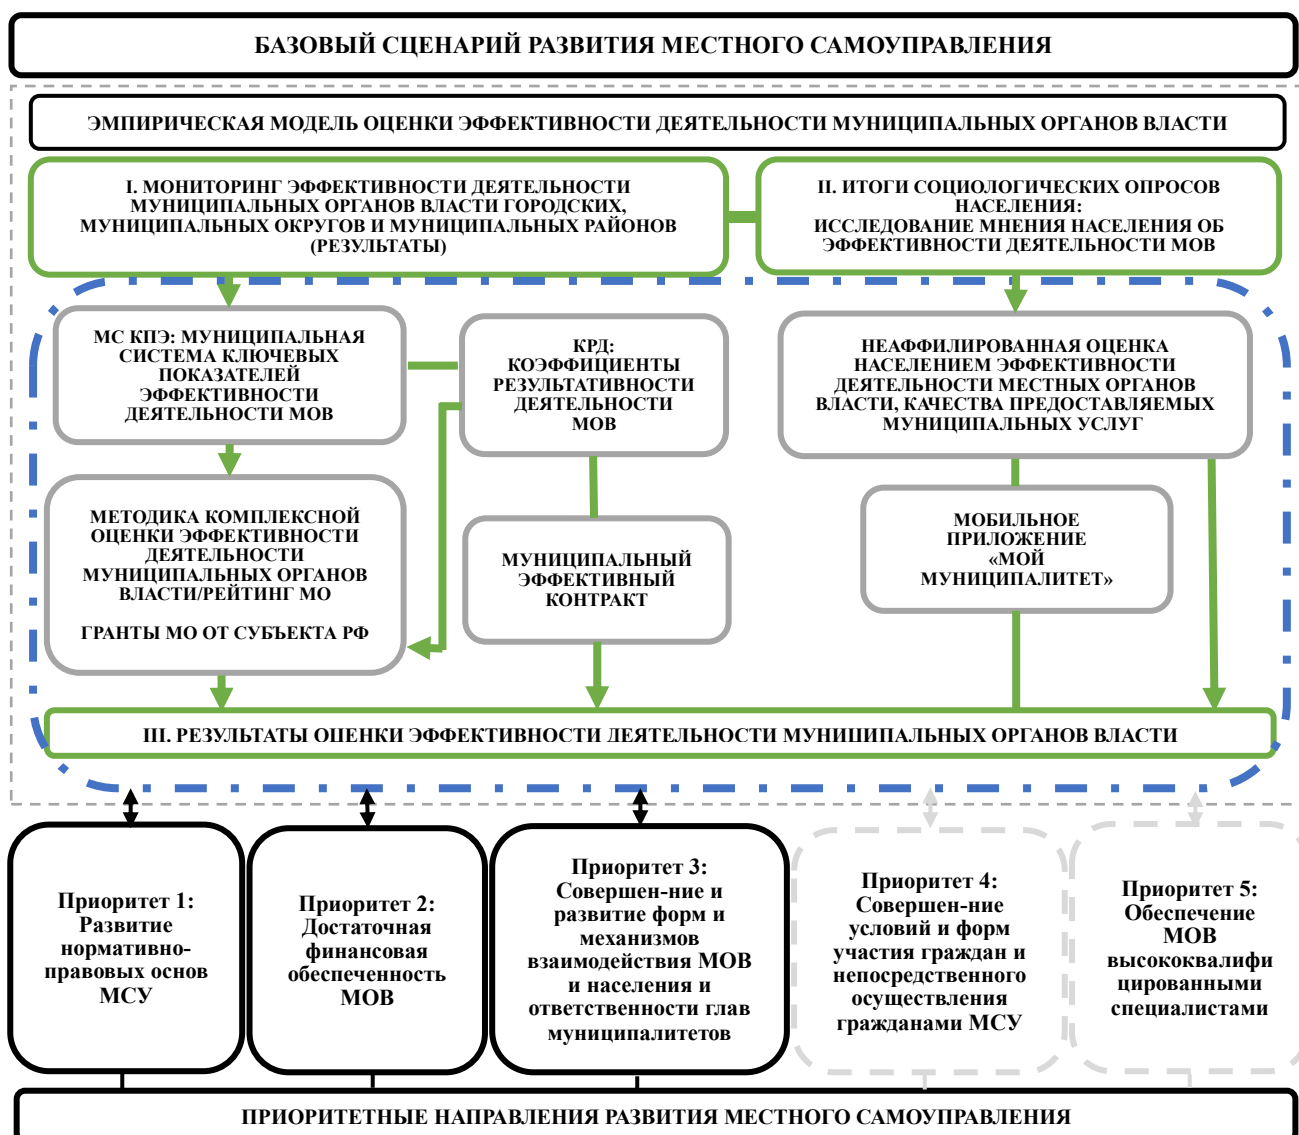 БАЗОВЫЙ СЦЕНАРИЙ РАЗВИТИЯ МЕСТНОГО САМОУПРАВЛЕНИЯ
ЭМПИРИЧЕСКАЯ МОДЕЛЬ ОЦЕНКИ ЭФФЕКТИВНОСТИ ДЕЯТЕЛЬНОСТИ МУНИЦИПАЛЬНЫХ ОРГАНОВ ВЛАСТИ
I. МОНИТОРИНГ ЭФФЕКТИВНОСТИ ДЕЯТЕЛЬНОСТИ
МУНИЦИПАЛЬНЫХ ОРГАНОВ ВЛАСТИ ГОРОДСКИХ,
МУНИЦИПАЛЬНЫХ ОКРУГОВ И МУНИЦИПАЛЬНЫХ РАЙОНОВ
(РЕЗУЛЬТАТЫ)
II. ИТОГИ СОЦИОЛОГИЧЕСКИХ ОПРОСОВ
НАСЕЛЕНИЯ:
ИССЛЕДОВАНИЕ МНЕНИЯ НАСЕЛЕНИЯ ОБ
ЭФФЕКТИВНОСТИ ДЕЯТЕЛЬНОСТИ МОВ
МС КПЭ: МУНИЦИПАЛЬНАЯ
СИСТЕМА КЛЮЧЕВЫХ
ПОКАЗАТЕЛЕЙ
ЭФФЕКТИВНОСТИ
ДЕЯТЕЛЬНОСТИ МОВ
КРД:
КОЭФФИЦИЕНТЫ
РЕЗУЛЬТАТИВНОСТИ
ДЕЯТЕЛЬНОСТИ
МОВ
НЕАФФИЛИРОВАННАЯ ОЦЕНКА
НАСЕЛЕНИЕМ ЭФФЕКТИВНОСТИ
ДЕЯТЕЛЬНОСТИ МЕСТНЫХ ОРГАНОВ
ВЛАСТИ, КАЧЕСТВА ПРЕДОСТАВЛЯЕМЫХ
МУНИЦИПАЛЬНЫХ УСЛУГ
МЕТОДИКА КОМПЛЕКСНОЙ
ОЦЕНКИ ЭФФЕКТИВНОСТИ
ДЕЯТЕЛЬНОСТИ
МУНИЦИПАЛЬНЫХ ОРГАНОВ
ВЛАСТИ/РЕЙТИНГ МО
ГРАНТЫ МО ОТ СУБЪЕКТА РФ
МУНИЦИПАЛЬНЫЙ
ЭФФЕКТИВНЫЙ
КОНТРАКТ
МОБИЛЬНОЕ
ПРИЛОЖЕНИЕ
«МОЙ
МУНИЦИПАЛИТЕТ»
III. РЕЗУЛЬТАТЫ ОЦЕНКИ ЭФФЕКТИВНОСТИ ДЕЯТЕЛЬНОСТИ МУНИЦИПАЛЬНЫХ ОРГАНОВ ВЛАСТИ
Приоритет 1:
Развитие
нормативно-
правовых основ
МСУ
Приоритет 2:
Достаточная
финансовая
обеспеченность
МОВ
Приоритет 3:
Совершен-ние и
развитие форм и
механизмов
взаимодействия МОВ
и населения и
ответственности глав
муниципалитетов
Приоритет 4:
Совершен-ние
условий и форм
участия граждан и
непосредственного
осуществления
гражданами МСУ
Приоритет 5:
Обеспечение
МОВ
высококвалифи
цированными
специалистами
ПРИОРИТЕТНЫЕ НАПРАВЛЕНИЯ РАЗВИТИЯ МЕСТНОГО САМОУПРАВЛЕНИЯ